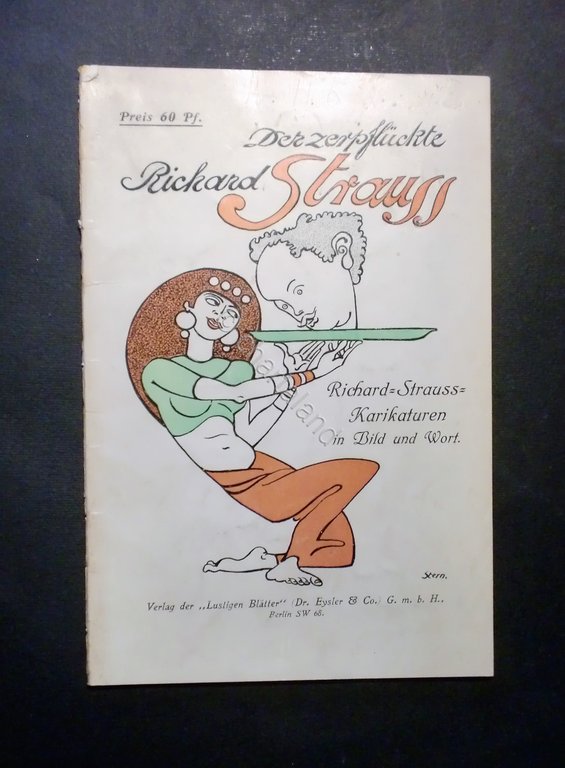 Preis 60 Pf.
Der zerpflückte
Richard Strauss
Richard=Strauss=
Karikaturen
in Bild und Wort.
Stern.
Verlag der „Lustigen Blätter" (Dr. Eysler & Co.) G. m. b. H.,
Berlin SW 68.